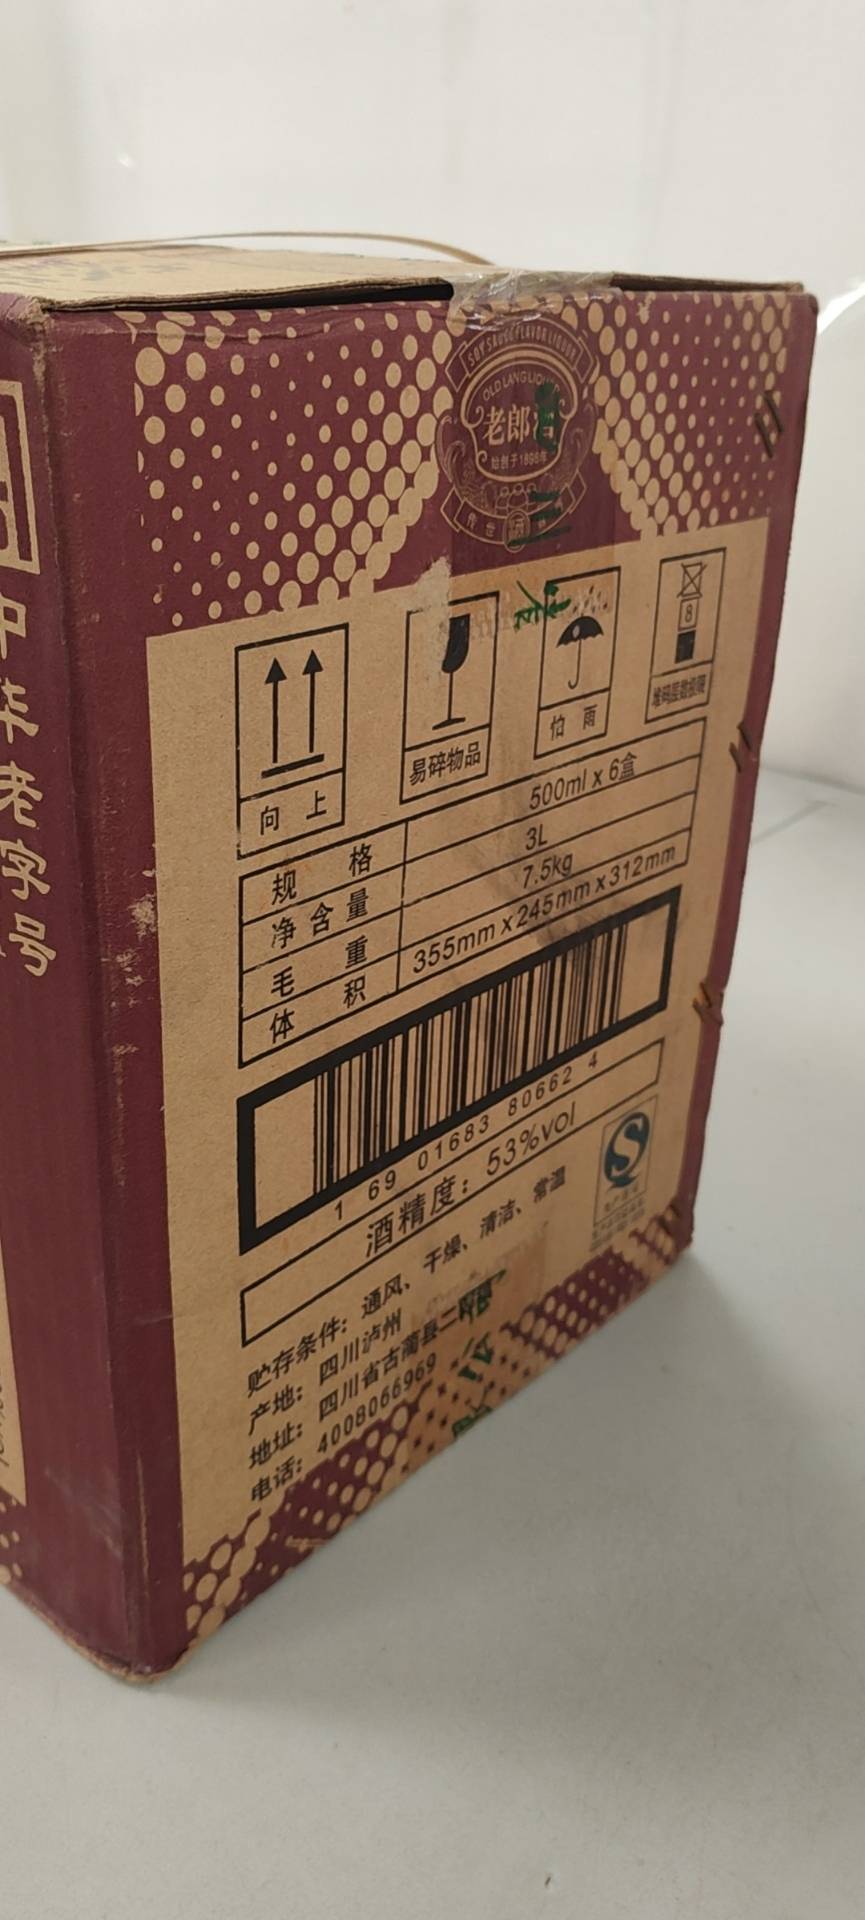 SOY SAUCE FLAVOR LIQUOR
OLD LANG LIQUOR
老郎酒
始创于1898年
中华老字号
8
向上
易碎物品
怕雨
堆码层数极限
规格 500ml x 6盒
净含量 3L
毛重 7.5kg
体积 355mm x 245mm x 312mm
1 69 01683 80662 4
酒精度: 53%vol
贮存条件: 通风、干燥、清洁、常温
产地: 四川泸州
地址: 四川省古蔺县二郎镇
电话: 4008066969